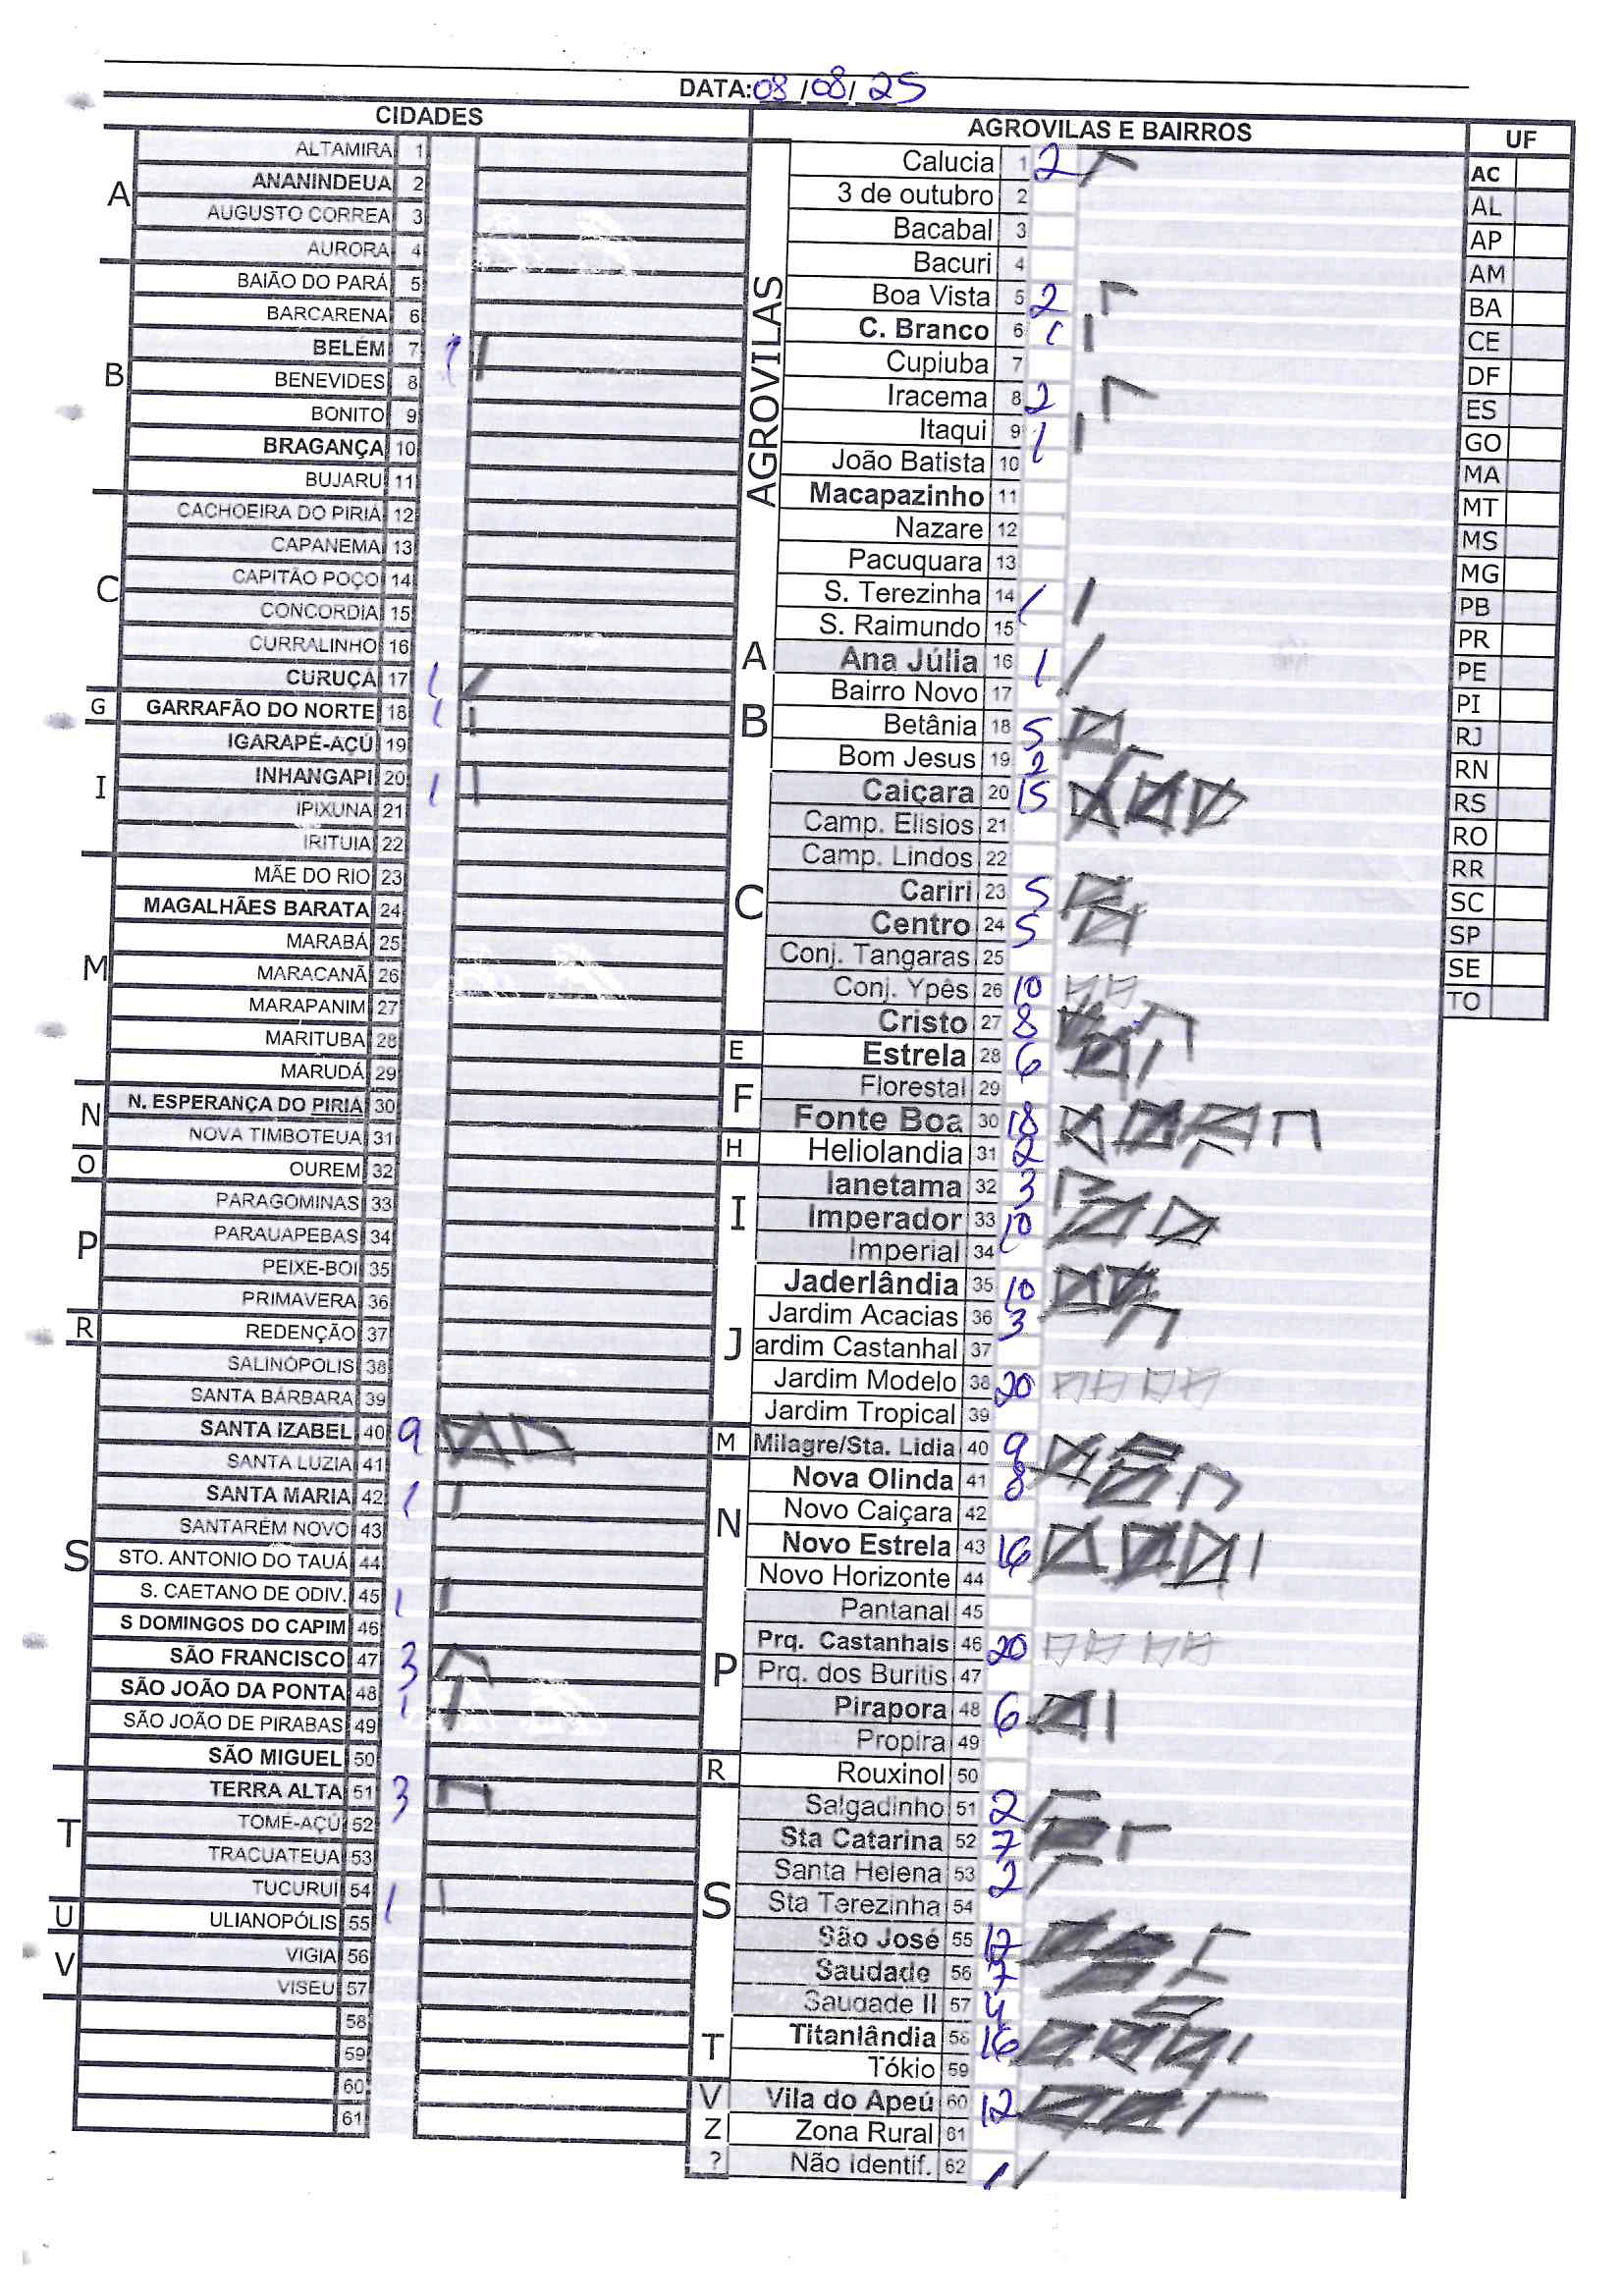 DATA: 08 / 08 / 25
CIDADES
A
ALTAMIRA 1
ANANINDEUA 2
AUGUSTO CORREA 3
AURORA 4
B
BAIÃO DO PARÁ 5
BARCARENA 6
BELÉM 7 1
BENEVIDES 8
BONITO 9
BRAGANÇA 10
BUJARU 11
C
CACHOEIRA DO PIRIÁ 12
CAPANEMA 13
CAPITÃO POÇO 14
CONCORDIA 15
CURRALINHO 16
CURUÇÁ 17 1
G
GARRAFÃO DO NORTE 18 1
I
IGARAPÉ-AÇÚ 19
INHANGAPI 20 1
IPIXUNA 21
IRITUIA 22
M
MÃE DO RIO 23
MAGALHÃES BARATA 24
MARABÁ 25
MARACANÃ 26
MARAPANIM 27
MARITUBA 28
MARUDÁ 29
N
N. ESPERANÇA DO PIRIÁ 30
NOVA TIMBOTEUA 31
O
OUREM 32
P
PARAGOMINAS 33
PARAUAPEBAS 34
PEIXE-BOI 35
PRIMAVERA 36
R
REDENÇÃO 37
S
SALINÓPOLIS 38
SANTA BÁRBARA 39
SANTA IZABEL 40 9
SANTA LUZIA 41
SANTA MARIA 42 1
SANTARÉM NOVO 43
STO. ANTONIO DO TAUÁ 44
S. CAETANO DE ODIV. 45 1
S DOMINGOS DO CAPIM 46
SÃO FRANCISCO 47 3
SÃO JOÃO DA PONTA 48 1
SÃO JOÃO DE PIRABAS 49
SÃO MIGUEL 50
T
TERRA ALTA 51 3
TOMÉ-AÇÚ 52
TRACUATEUA 53
TUCURUI 54 1
U
ULIANOPÓLIS 55
V
VIGIA 56
VISEU 57
58
59
60
61
AGROVILAS E BAIRROS
AGROVILAS
Calucia 1 2
3 de outubro 2
Bacabal 3
Bacuri 4
Boa Vista 5 2
C. Branco 6 1
Cupiuba 7
Iracema 8 2
Itaqui 9 1
João Batista 10
Macapazinho 11
Nazare 12
Pacuquara 13
S. Terezinha 14 1
S. Raimundo 15
A
Ana Júlia 16 1
B
Bairro Novo 17
Betânia 18 5
Bom Jesus 19 2
C
Caiçara 20 15
Camp. Elisios 21
Camp. Lindos 22
Cariri 23 5
Centro 24 5
Conj. Tangaras 25
Conj. Ypês 26 10
Cristo 27 8
E
Estrela 28 6
F
Florestal 29
Fonte Boa 30 18
H
Heliolandia 31 2
I
Ianetama 32 3
Imperador 33 10
Imperial 34
J
Jaderlândia 35 10
Jardim Acacias 36 3
ardim Castanhal 37
Jardim Modelo 38 20
Jardim Tropical 39
M
Milagre/Sta. Lidia 40 9
N
Nova Olinda 41 8
Novo Caiçara 42
Novo Estrela 43 16
Novo Horizonte 44
P
Pantanal 45
Prq. Castanhais 46 20
Prq. dos Buritis 47
Pirapora 48 6
Propira 49
R
Rouxinol 50
S
Salgadinho 51 2
Sta Catarina 52 7
Santa Helena 53 2
Sta Terezinha 54
São José 55 17
Saudade 56 7
Saudade II 57 4
T
Titanlândia 58 16
Tókio 59
V
Vila do Apeú 60 12
Z
Zona Rural 61
?
Não identif. 62 1
UF
AC
AL
AP
AM
BA
CE
DF
ES
GO
MA
MT
MS
MG
PB
PR
PE
PI
RJ
RN
RS
RO
RR
SC
SP
SE
TO